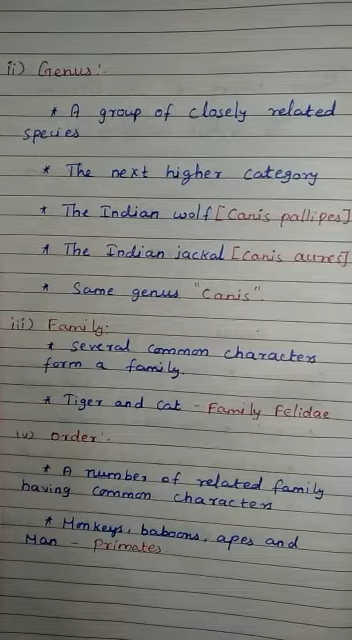 ii) Genus:-
* A group of closely related
species
* The next higher category
* The Indian wolf [Canis pallipes]
* The Indian jackal [Canis aures]
* Same genus "Canis".
iii) Family:
* Several common characters
form a family.
* Tiger and Cat - Family Felidae
iv) Order:-
* A number of related family
having common characters
* Monkeys, baboons, apes and
Man - Primates